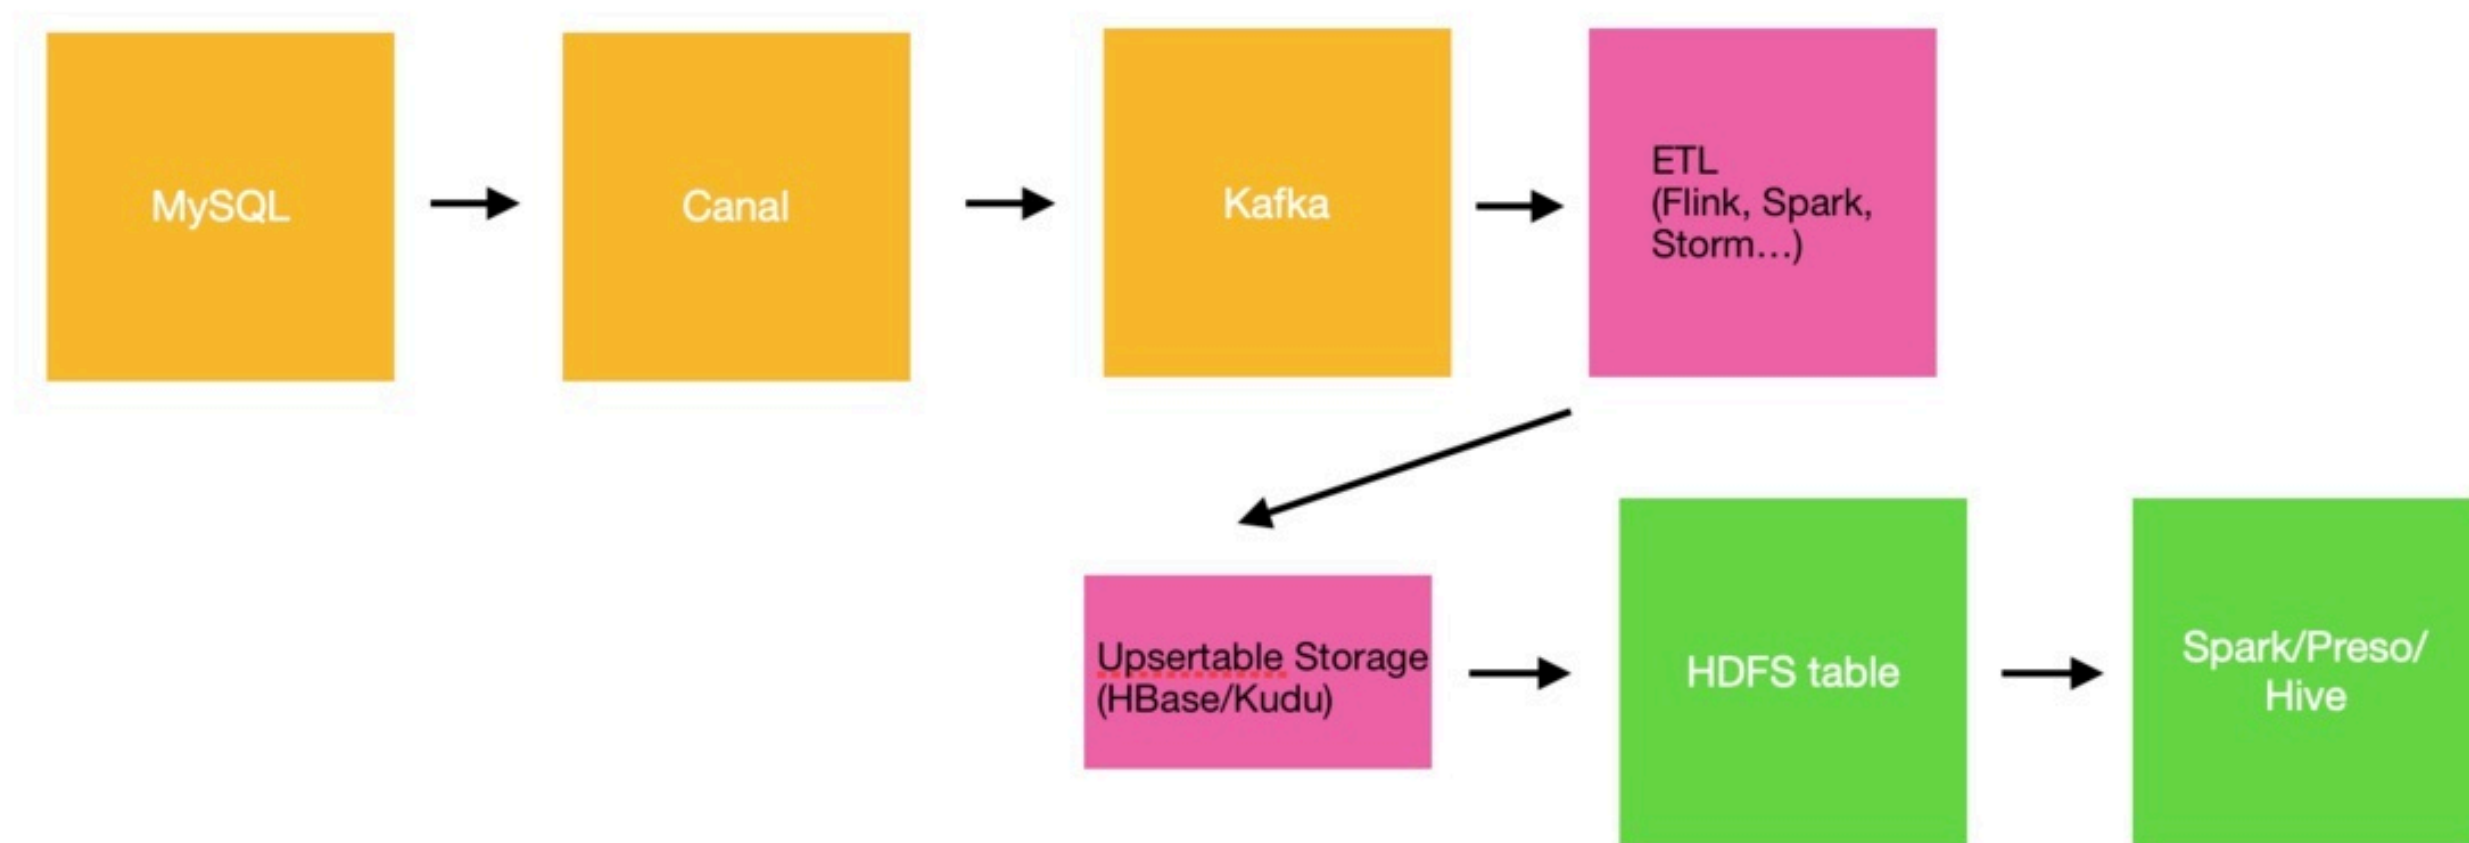 MySQL
Canal
Kafka
ETL
(Flink, Spark,
Storm...)
Upsertable Storage
(HBase/Kudu)
HDFS table
Spark/Preso/
Hive